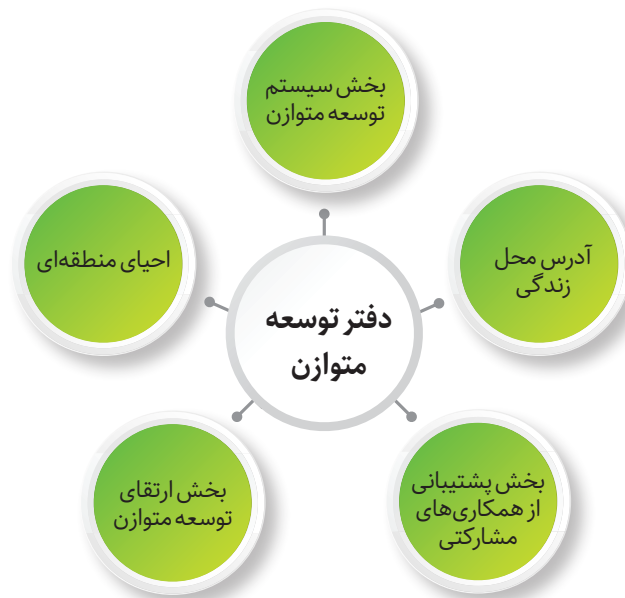 بخش سیستم
توسعه متوازن
آدرس محل
زندگی
احیای منطقه‌ای
دفتر توسعه
متوازن
بخش پشتیبانی
از همکاری‌های
مشارکتی
بخش ارتقای
توسعه متوازن